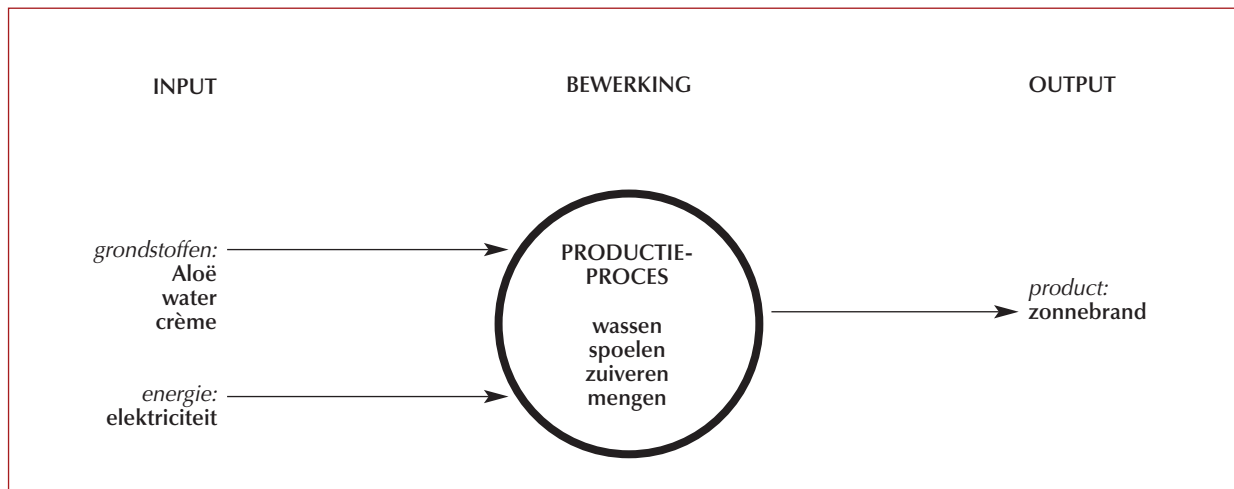 INPUT
BEWERKING
OUTPUT
grondstoffen:
Aloë
water
crème
energie:
elektriciteit
PRODUCTIE-
PROCES
wassen
spoelen
zuiveren
mengen
product:
zonnebrand